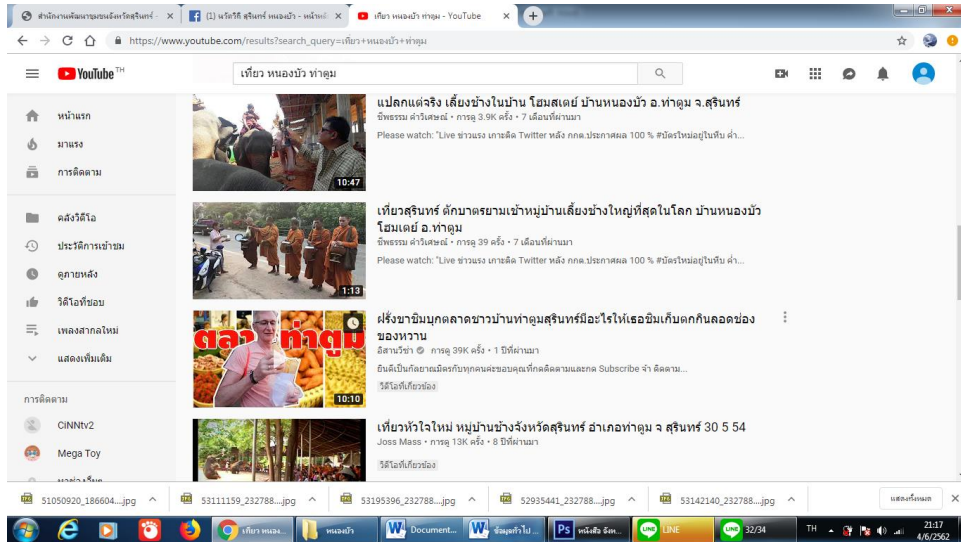 สำนักงานพัฒนาชุมชนจังหวัดสุรินทร์ -
(1) นวัตวิถี สุรินทร์ หนองบัว - หน้าหลั
เที่ยว หนองบัว ท่าตูม - YouTube
https://www.youtube.com/results?search_query=เที่ยว+หนองบัว+ท่าตูม
YouTube TH
เที่ยว หนองบัว ท่าตูม
หน้าแรก
มาแรง
การติดตาม
คลังวิดีโอ
ประวัติการเข้าชม
ดูภายหลัง
วิดีโอที่ชอบ
เพลงสากลใหม่
แสดงเพิ่มเติม
การติดตาม
CiNNtv2
Mega Toy
10:47
แปลกแต่จริง เลี้ยงช้างในบ้าน โฮมสเตย์ บ้านหนองบัว อ.ท่าตูม จ.สุรินทร์
ชีพธรรม คำวิเศษณ์ • การดู 3.9K ครั้ง • 7 เดือนที่ผ่านมา
Please watch: "Live ข่าวแรง เกาะติด Twitter หลัง กกต.ประกาศผล 100 % #บัตรใหม่อยู่ในหีบ ค่ำ...
1:13
เที่ยวสุรินทร์ ตักบาตรยามเช้าหมู่บ้านเลี้ยงช้างใหญ่ที่สุดในโลก บ้านหนองบัว
โฮมเตย์ อ.ท่าตูม
ชีพธรรม คำวิเศษณ์ • การดู 39 ครั้ง • 7 เดือนที่ผ่านมา
Please watch: "Live ข่าวแรง เกาะติด Twitter หลัง กกต.ประกาศผล 100 % #บัตรใหม่อยู่ในหีบ ค่ำ...
ตลาดท่าตูม
10:10
ฝรั่งขาชิมบุกตลาดชาวบ้านท่าตูมสุรินทร์มีอะไรให้เธอชิมเก็บตกกินลอดช่อง
ของหวาน
อีสานวีซ่า การดู 39K ครั้ง • 1 ปีที่ผ่านมา
ยินดีเป็นกัลยาณมิตรกับทุกคนค่ะขอบคุณที่กดติดตามและกด Subscribe จ้า ติดตาม...
วิดีโอที่เกี่ยวข้อง
เที่ยวหัวใจใหม่ หมู่บ้านช้างจังหวัดสุรินทร์ อำเภอท่าตูม จ สุรินทร์ 30 5 54
Joss Mass • การดู 13K ครั้ง • 8 ปีที่ผ่านมา
วิดีโอที่เกี่ยวข้อง
51050920_186604....jpg
53111159_232788....jpg
53195396_232788....jpg
52935441_232788....jpg
53142140_232788....jpg
แสดงทั้งหมด
เที่ยว หนอง...
หนองบัว
Document...
ข้อมูลทั่วไป ...
หนังสือ จังห...
LINE
32/34
TH
21:17
4/6/2562